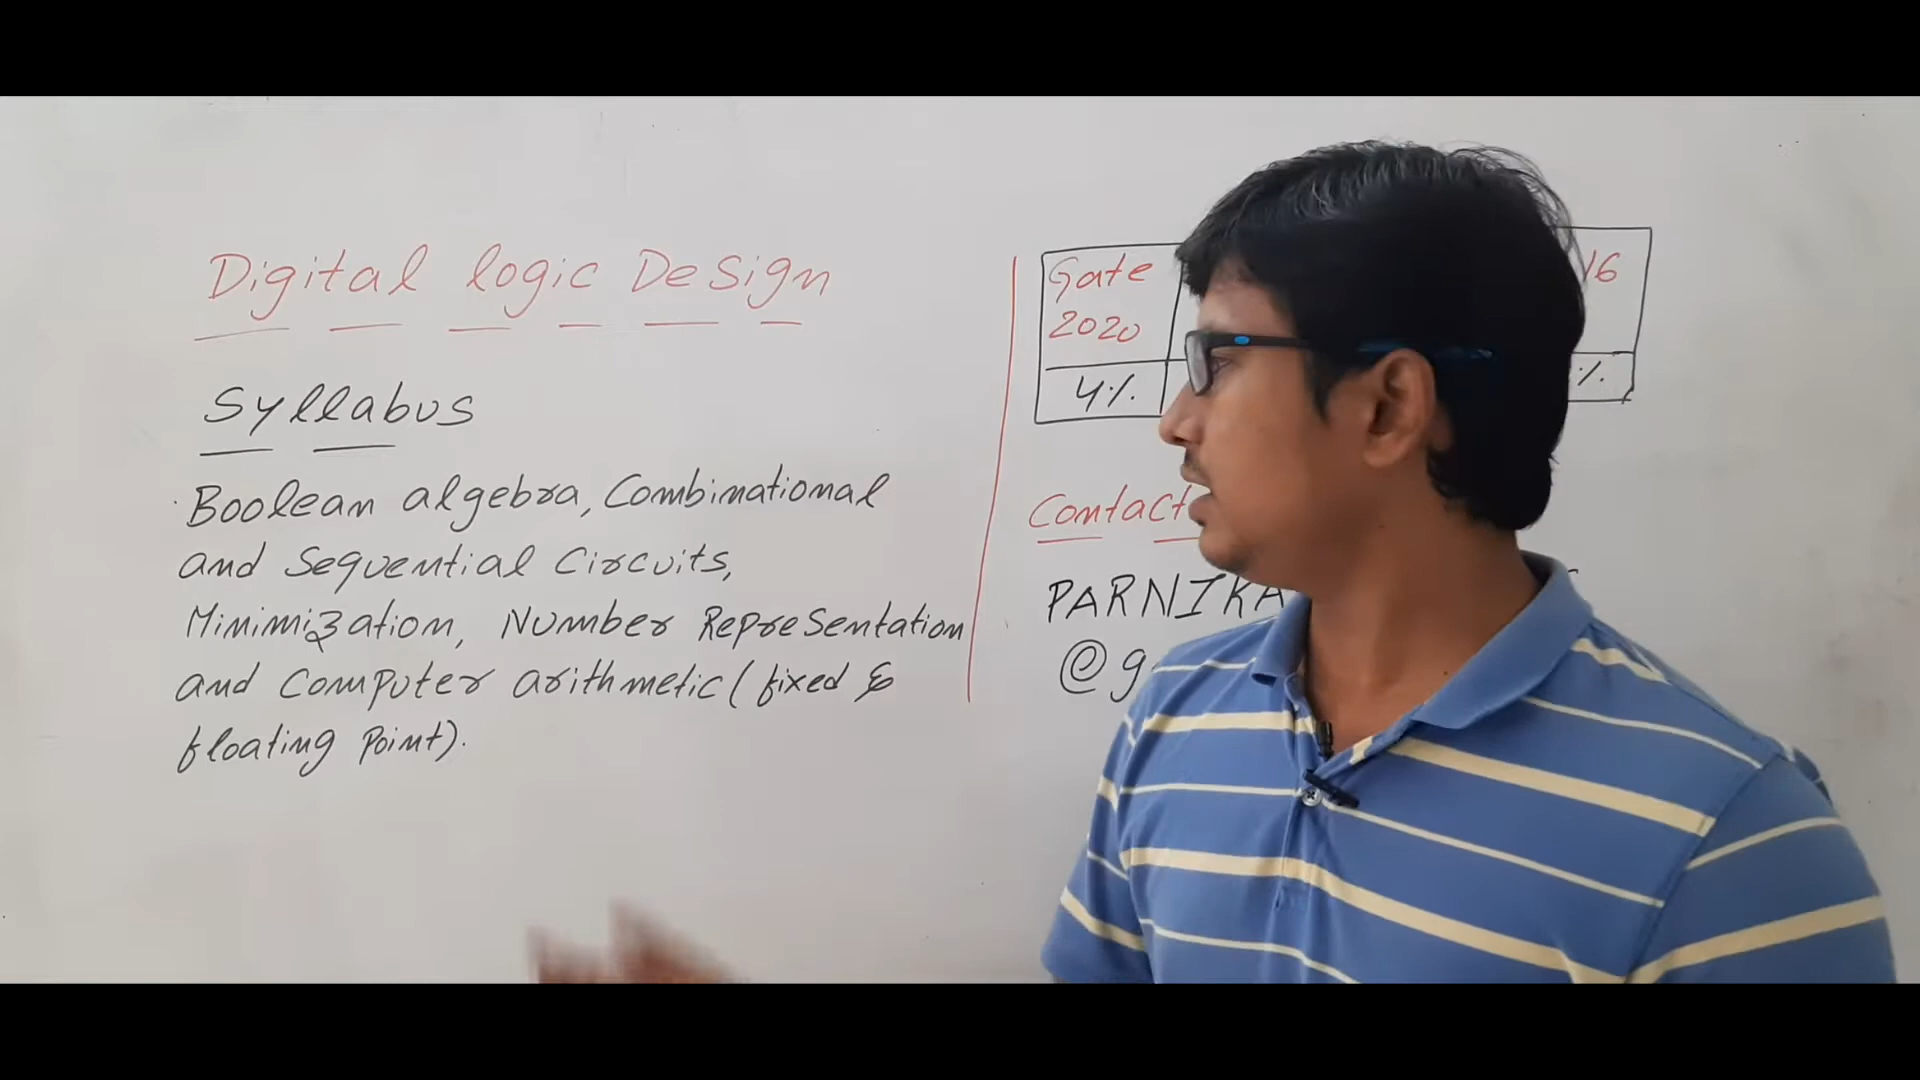 Digital logic Design
Syllabus
Boolean algebra, Combinational
and Sequential Circuits,
Minimization, Number Representation
and Computer arithmetic (fixed &
floating Point).
Gate
2020
16
4%
%
Contact
PARNIKA
@g